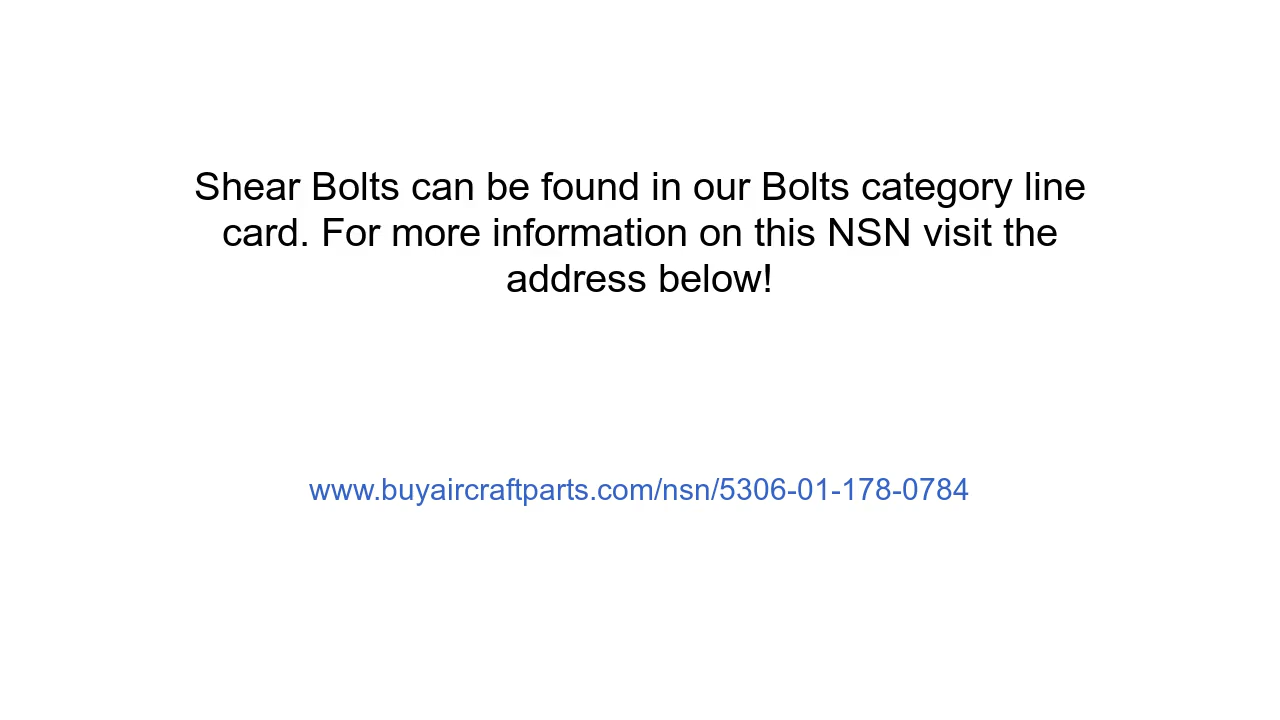 Shear Bolts can be found in our Bolts category line
card. For more information on this NSN visit the
address below!
www.buyaircraftparts.com/nsn/5306-01-178-0784